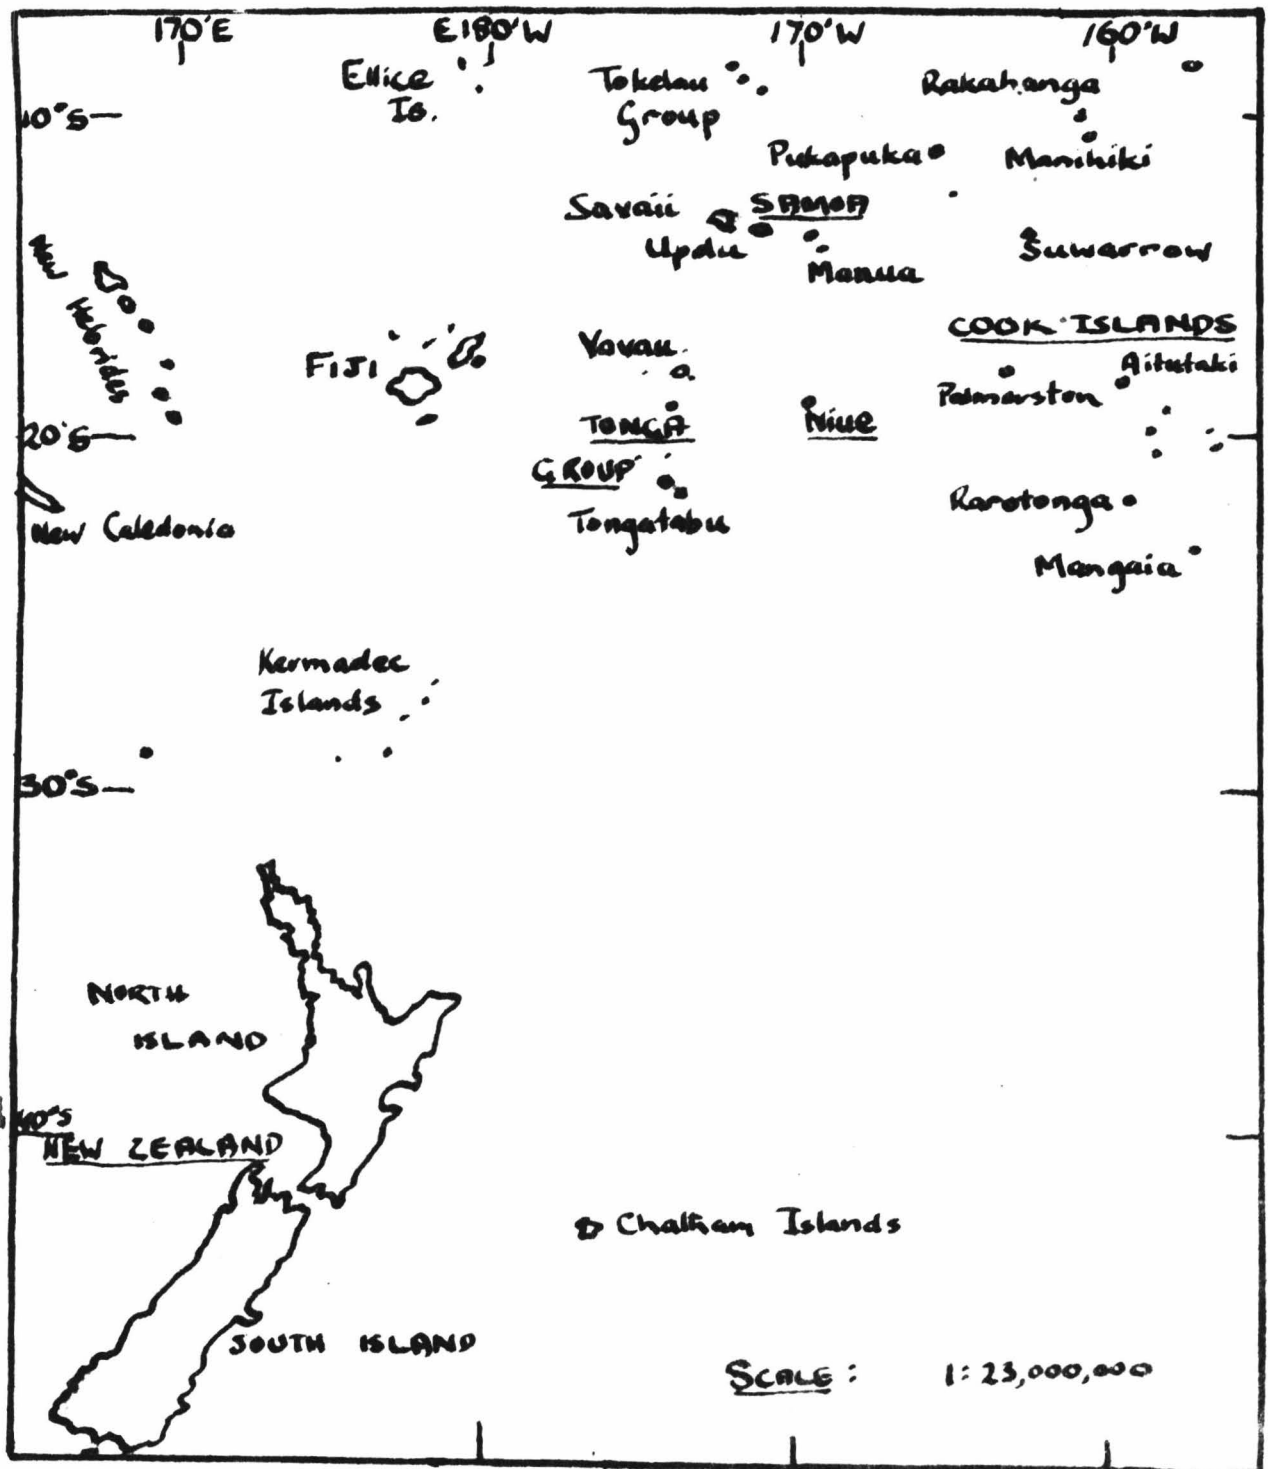 170°E E180°W 170°W 160°W
Ellice
Is.
Tokelau
Group
Rakahanga
10°S
Pukapuka
Manihiki
Savaii
SAMOA
Upolu
Manua
Suwarrow
New
Hebrides
COOK ISLANDS
FIJI
Vavau
Aitutaki
Palmerston
20°S
TONGA
GROUP
Niue
Tongatabu
Rarotonga
New Caledonia
Mangaia
Kermadec
Islands
30°S
NORTH
ISLAND
40°S
NEW ZEALAND
Chatham Islands
SOUTH ISLAND
SCALE: 1:23,000,000